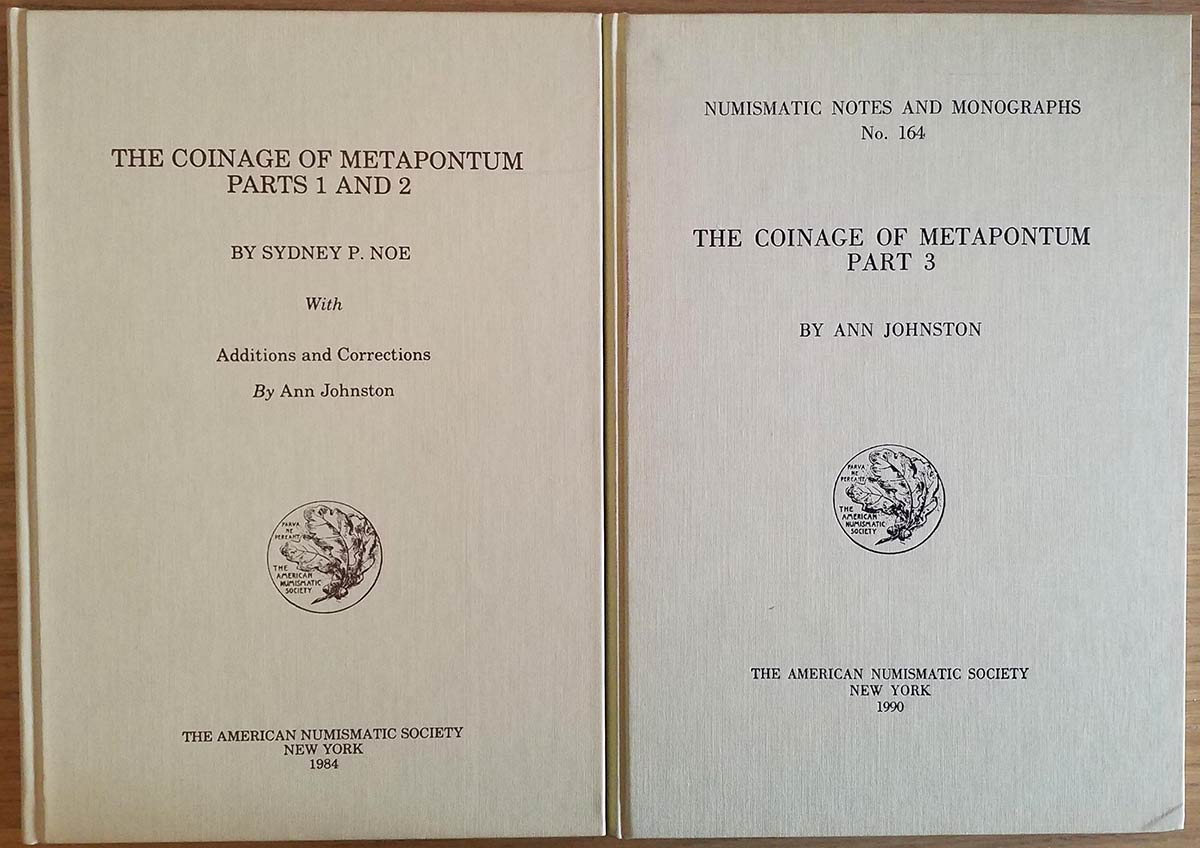 THE COINAGE OF METAPONTUM
PARTS 1 AND 2
BY SYDNEY P. NOE
With
Additions and Corrections
By Ann Johnston
PARVA
NE
PEREANT
THE
AMERICAN
NUMISMATIC
SOCIETY
THE AMERICAN NUMISMATIC SOCIETY
NEW YORK
1984
NUMISMATIC NOTES AND MONOGRAPHS
No. 164
THE COINAGE OF METAPONTUM
PART 3
BY ANN JOHNSTON
PARVA
NE
PEREANT
THE
AMERICAN
NUMISMATIC
SOCIETY
THE AMERICAN NUMISMATIC SOCIETY
NEW YORK
1990